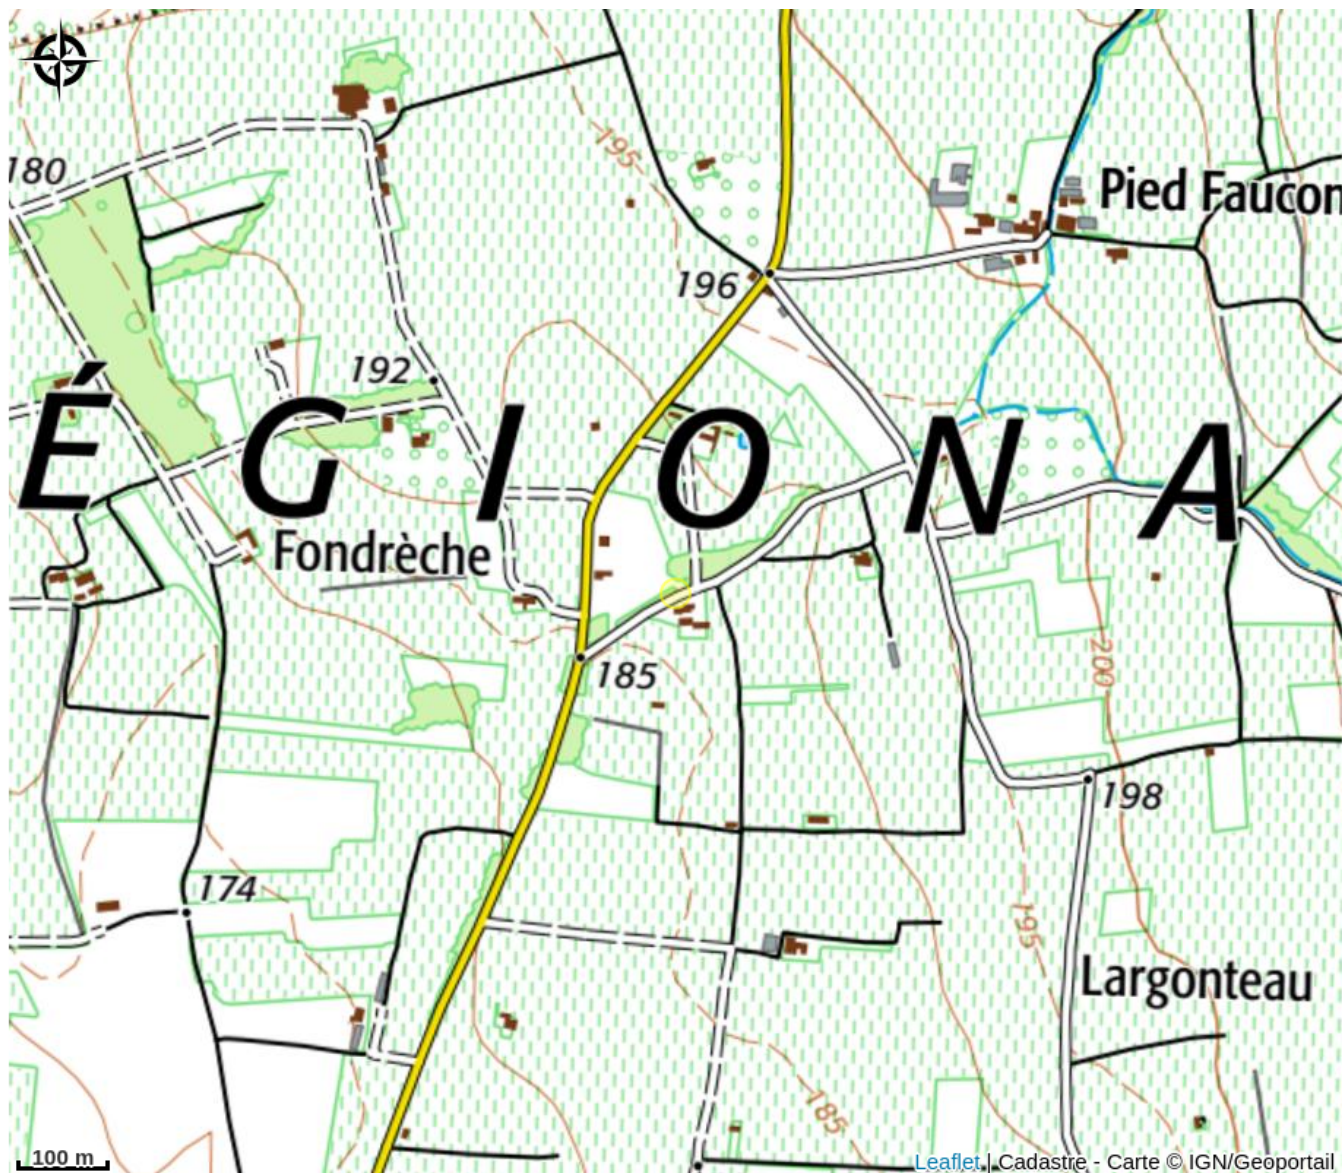 195
180
Pied Faucon
196
192
ÉGIONA
Fondrèche
185
200
198
174
195
Largonteau
185
100 m
Leaflet | Cadastre - Carte © IGN/Geoportail